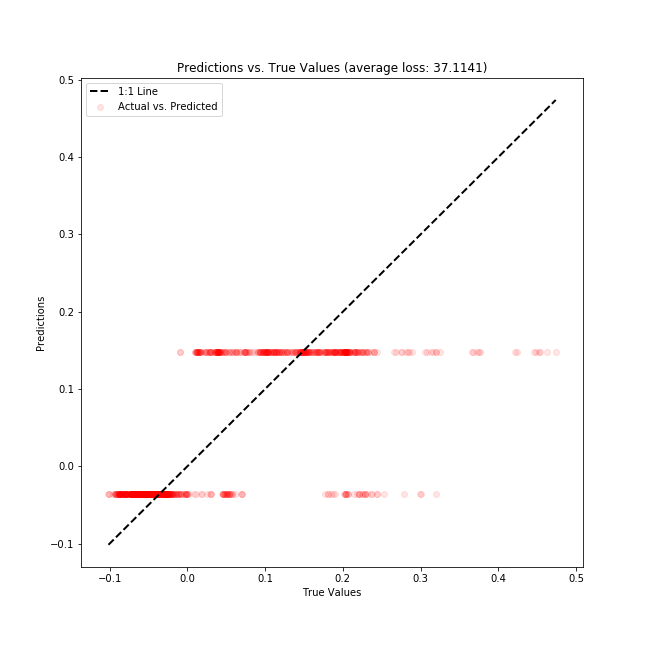 Predictions vs. True Values (average loss: 37.1141)
1:1 Line
Actual vs. Predicted
0.5
0.4
0.3
0.2
0.1
0.0
−0.1
Predictions
−0.1 0.0 0.1 0.2 0.3 0.4 0.5
True Values